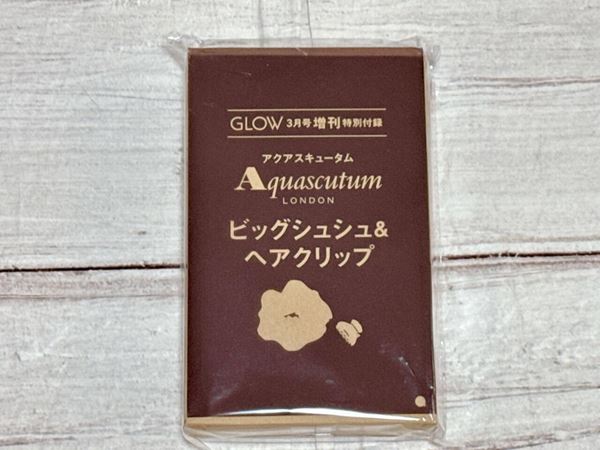 GLOW 3月号増刊特別付録
アクアスキュータム
Aquascutum
LONDON
ビッグシュシュ&
ヘアクリップ